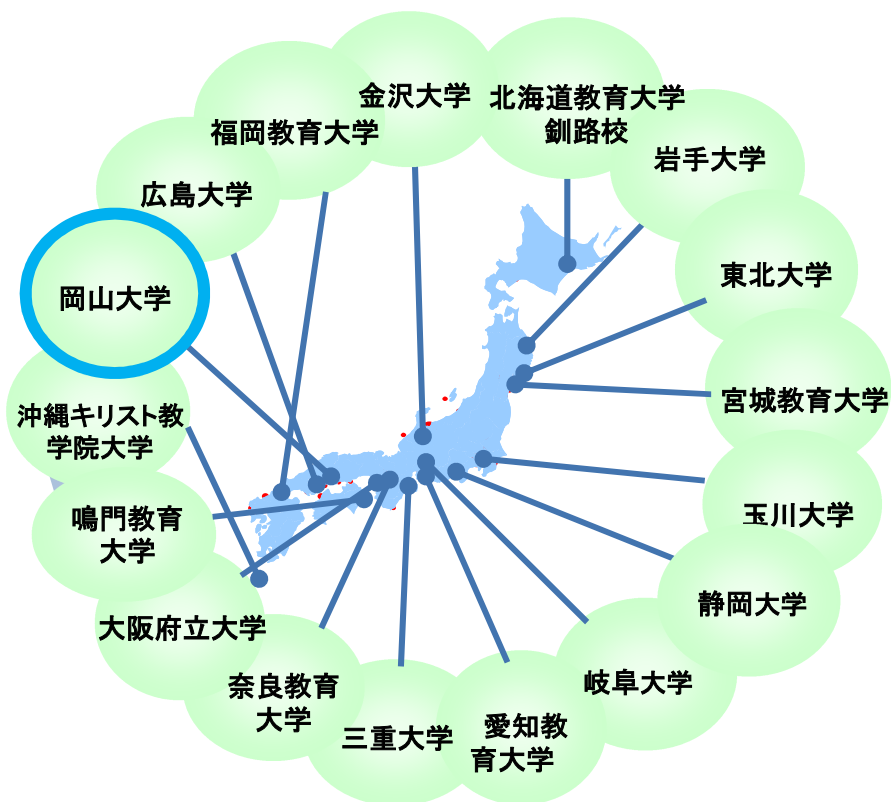 金沢大学
北海道教育大学
釧路校
岩手大学
東北大学
宮城教育大学
玉川大学
静岡大学
岐阜大学
愛知教
育大学
三重大学
奈良教育
大学
大阪府立大学
鳴門教育
大学
沖縄キリスト教
学院大学
岡山大学
広島大学
福岡教育大学